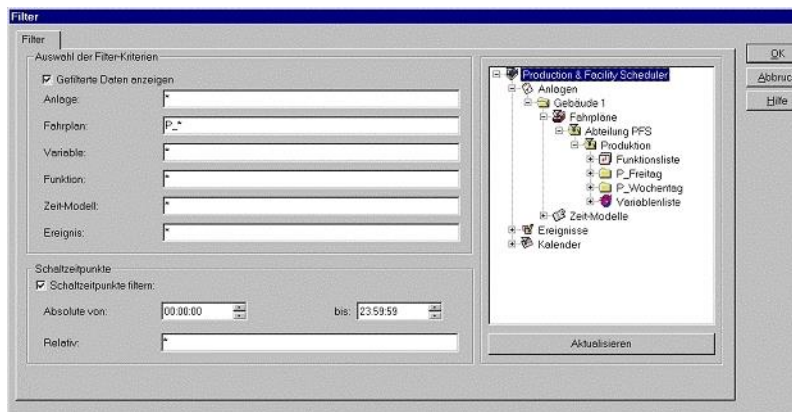 Filter
Filter
Auswahl der Filter-Kriterien
Gefilterte Daten anzeigen
Anlage: *
Fahrplan: P_*
Variable: *
Funktion: *
Zeit-Modell: *
Ereignis: *
Schaltzeitpunkte
Schaltzeitpunkte filtern:
Absolute von: 00:00:00 bis: 23:59:59
Relativ: *
Production & Facility Scheduler
Anlagen
Gebäude 1
Fahrpläne
Abteilung PFS
Produktion
Funktionsliste
P_Freitag
P_Wochentag
Variablenliste
Zeit-Modelle
Ereignisse
Kalender
Aktualisieren
OK
Abbruc
Hilfe